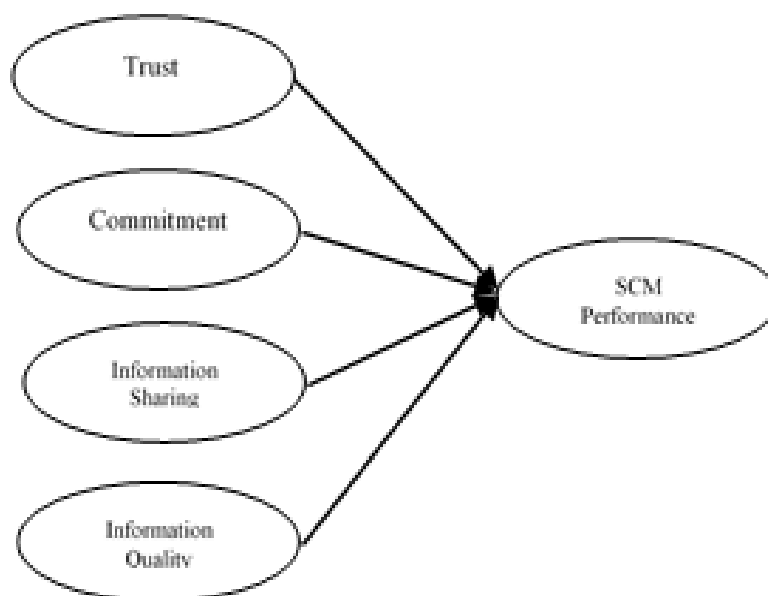 Trust
Commitment
Information
Sharing
Information
Quality
SCM
Performance